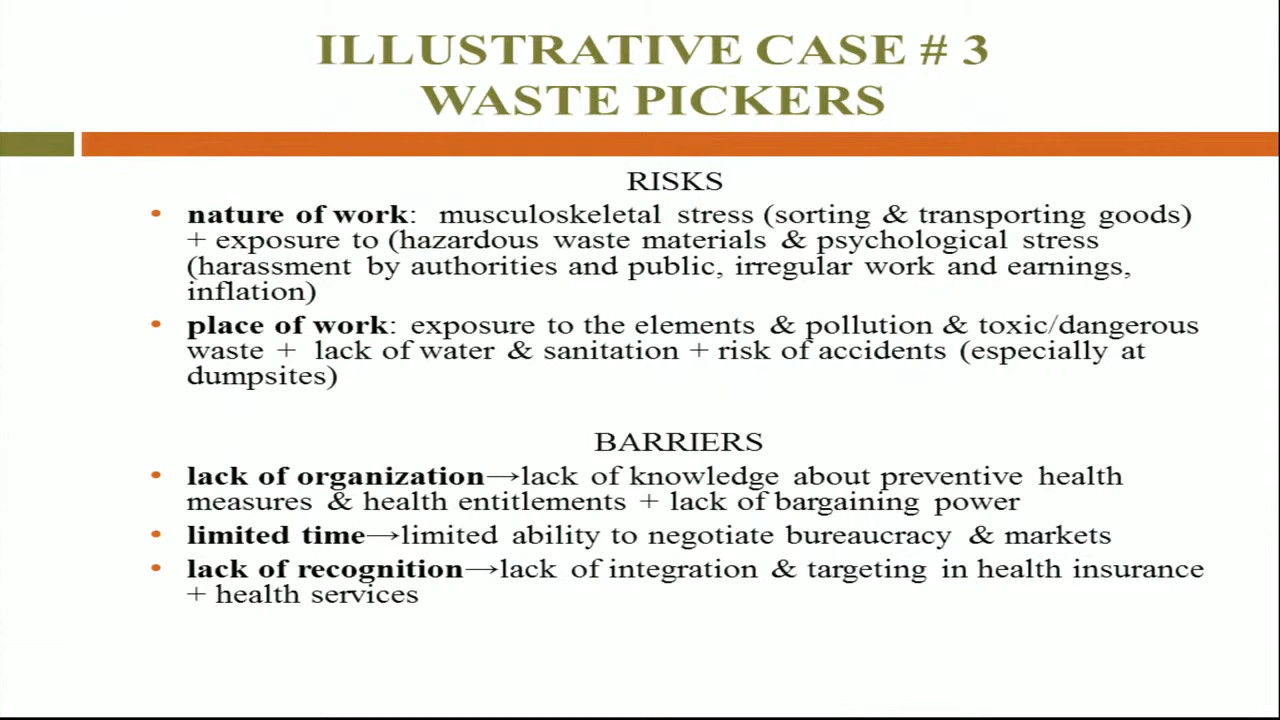 ILLUSTRATIVE CASE # 3
WASTE PICKERS
RISKS
• nature of work: musculoskeletal stress (sorting & transporting goods)
+ exposure to (hazardous waste materials & psychological stress
(harassment by authorities and public, irregular work and earnings,
inflation)
• place of work: exposure to the elements & pollution & toxic/dangerous
waste + lack of water & sanitation + risk of accidents (especially at
dumpsites)
BARRIERS
• lack of organization→lack of knowledge about preventive health
measures & health entitlements + lack of bargaining power
• limited time→limited ability to negotiate bureaucracy & markets
• lack of recognition→lack of integration & targeting in health insurance
+ health services